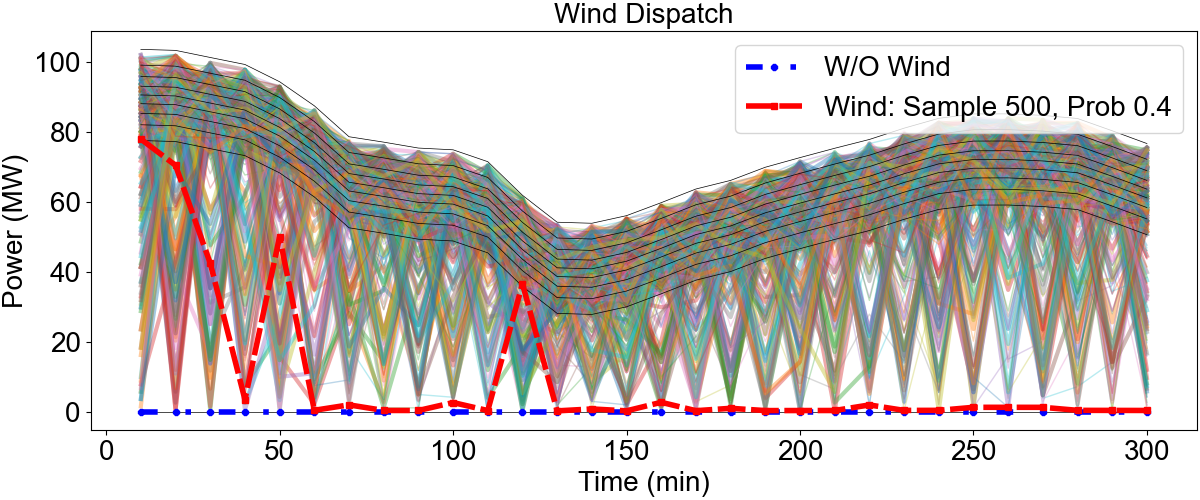 Wind Dispatch
W/O Wind
Wind: Sample 500, Prob 0.4
Power (MW)
100
80
60
40
20
0
0 50 100 150 200 250 300
Time (min)